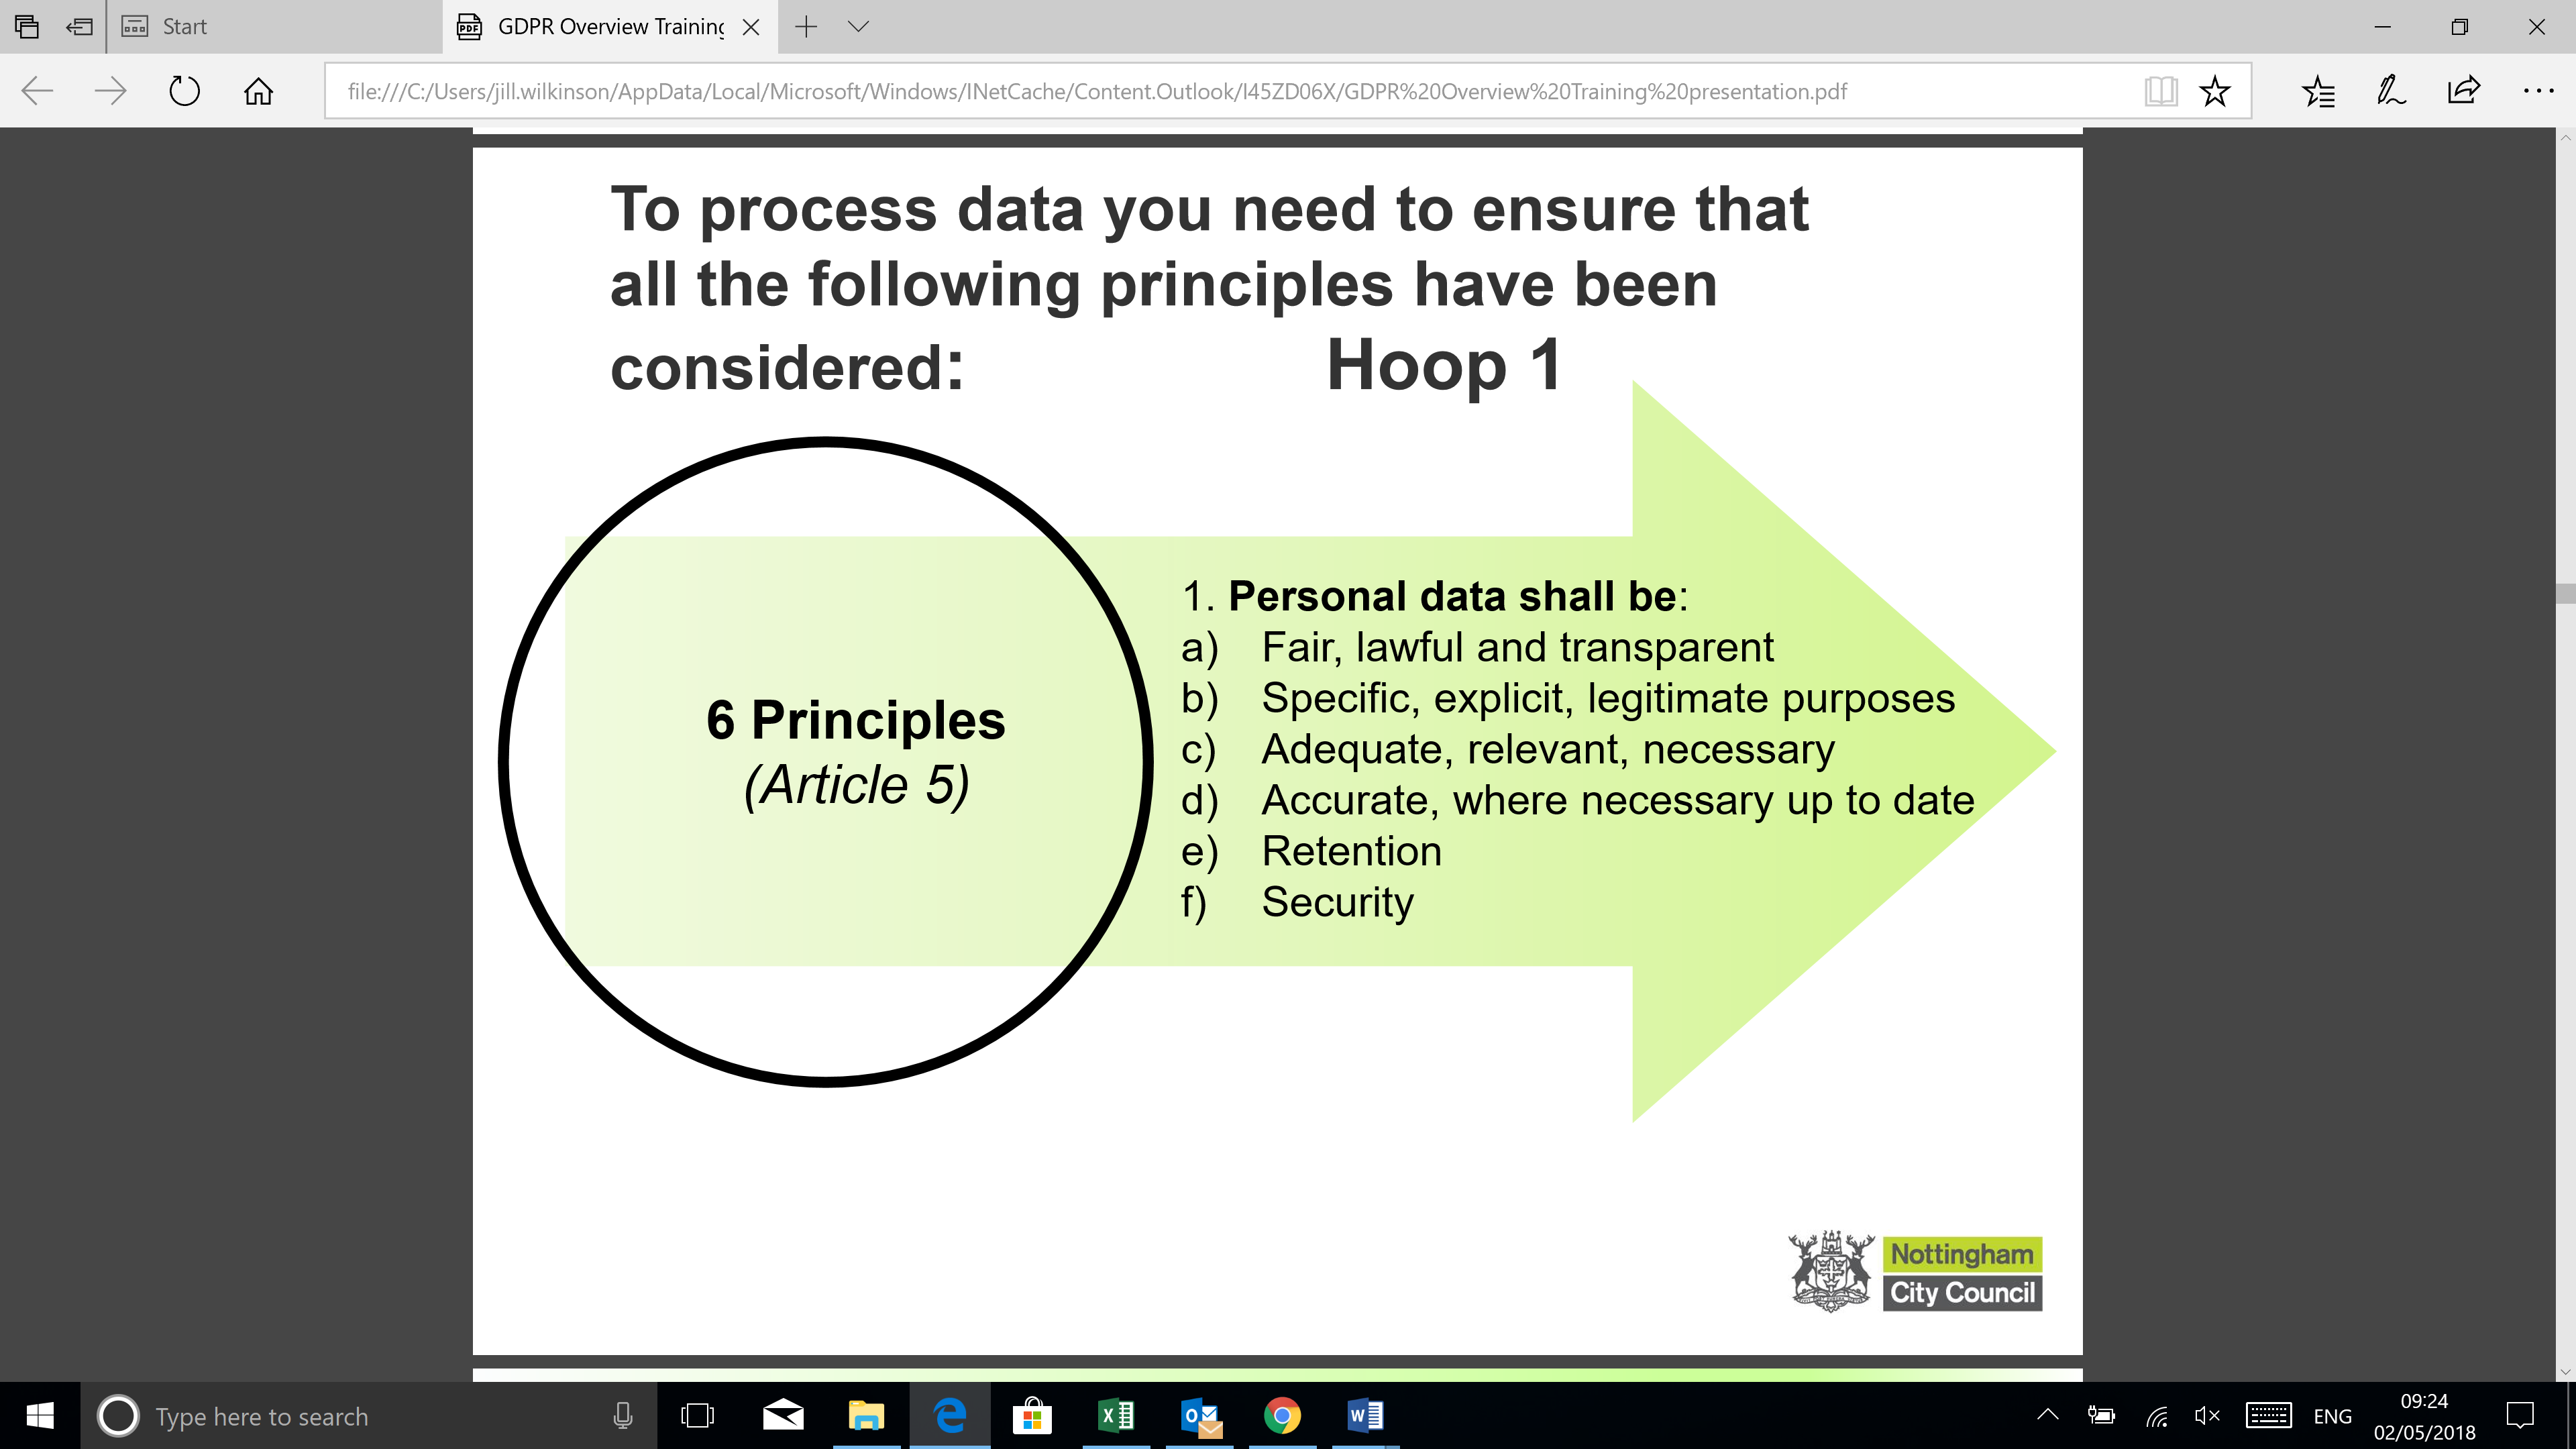 Start
GDPR Overview Training
file:///C:/Users/jill.wilkinson/AppData/Local/Microsoft/Windows/INetCache/Content.Outlook/I45ZD06X/GDPR%20Overview%20Training%20presentation.pdf
To process data you need to ensure that
all the following principles have been
considered: Hoop 1
6 Principles
(Article 5)
1. Personal data shall be:
a) Fair, lawful and transparent
b) Specific, explicit, legitimate purposes
c) Adequate, relevant, necessary
d) Accurate, where necessary up to date
e) Retention
f) Security
Nottingham
City Council
Type here to search
ENG
09:24
02/05/2018